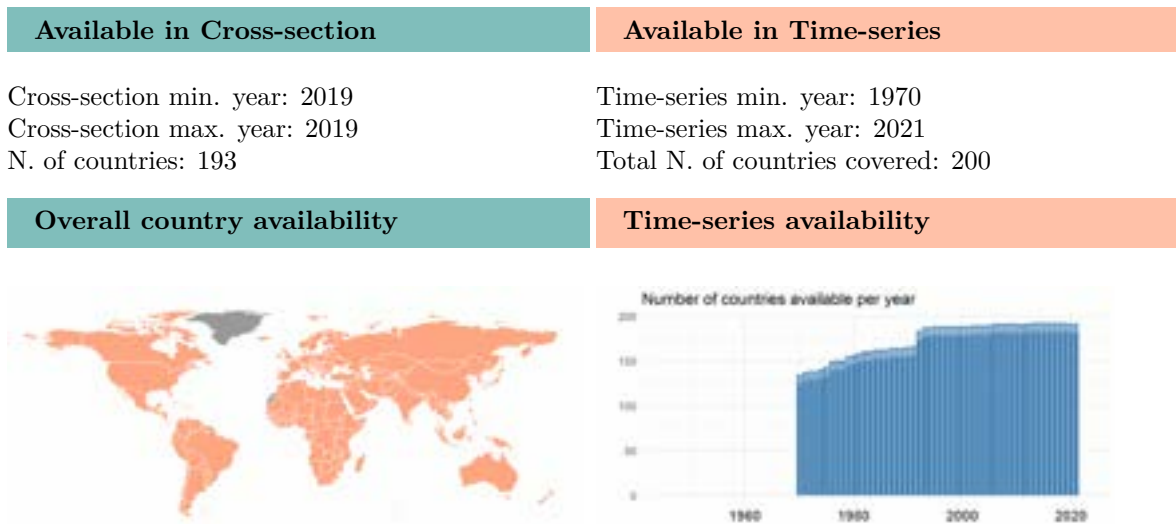 Available in Cross-section
Available in Time-series
Cross-section min. year: 2019
Cross-section max. year: 2019
N. of countries: 193
Time-series min. year: 1970
Time-series max. year: 2021
Total N. of countries covered: 200
Overall country availability
Time-series availability
Number of countries available per year
200
150
100
50
0
1960
1980
2000
2020